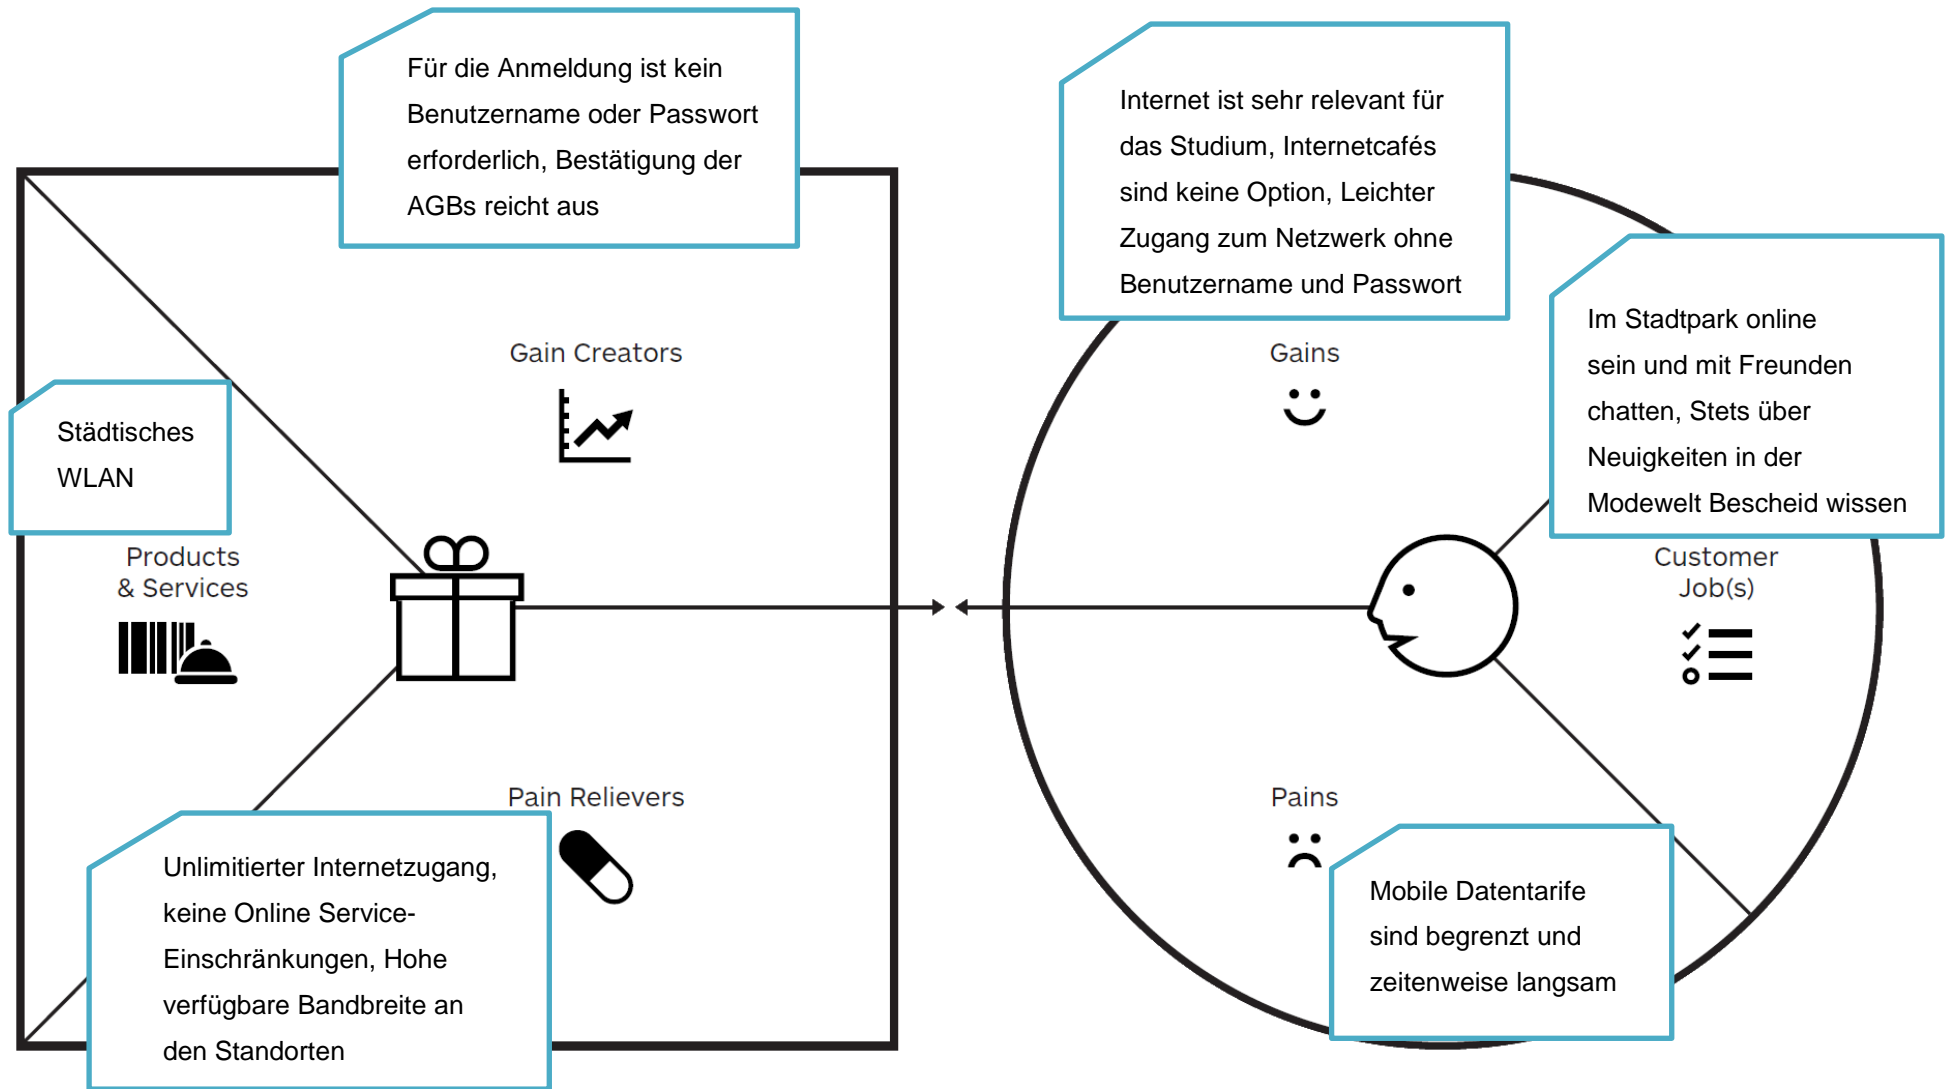 Für die Anmeldung ist kein
Benutzername oder Passwort
erforderlich, Bestätigung der
AGBs reicht aus
Gain Creators
Städtisches
WLAN
Products
& Services
Pain Relievers
Unlimitierter Internetzugang,
keine Online Service-
Einschränkungen, Hohe
verfügbare Bandbreite an
den Standorten
Internet ist sehr relevant für
das Studium, Internetcafés
sind keine Option, Leichter
Zugang zum Netzwerk ohne
Benutzername und Passwort
Gains
Im Stadtpark online
sein und mit Freunden
chatten, Stets über
Neuigkeiten in der
Modewelt Bescheid wissen
Customer
Job(s)
Pains
Mobile Datentarife
sind begrenzt und
zeitenweise langsam